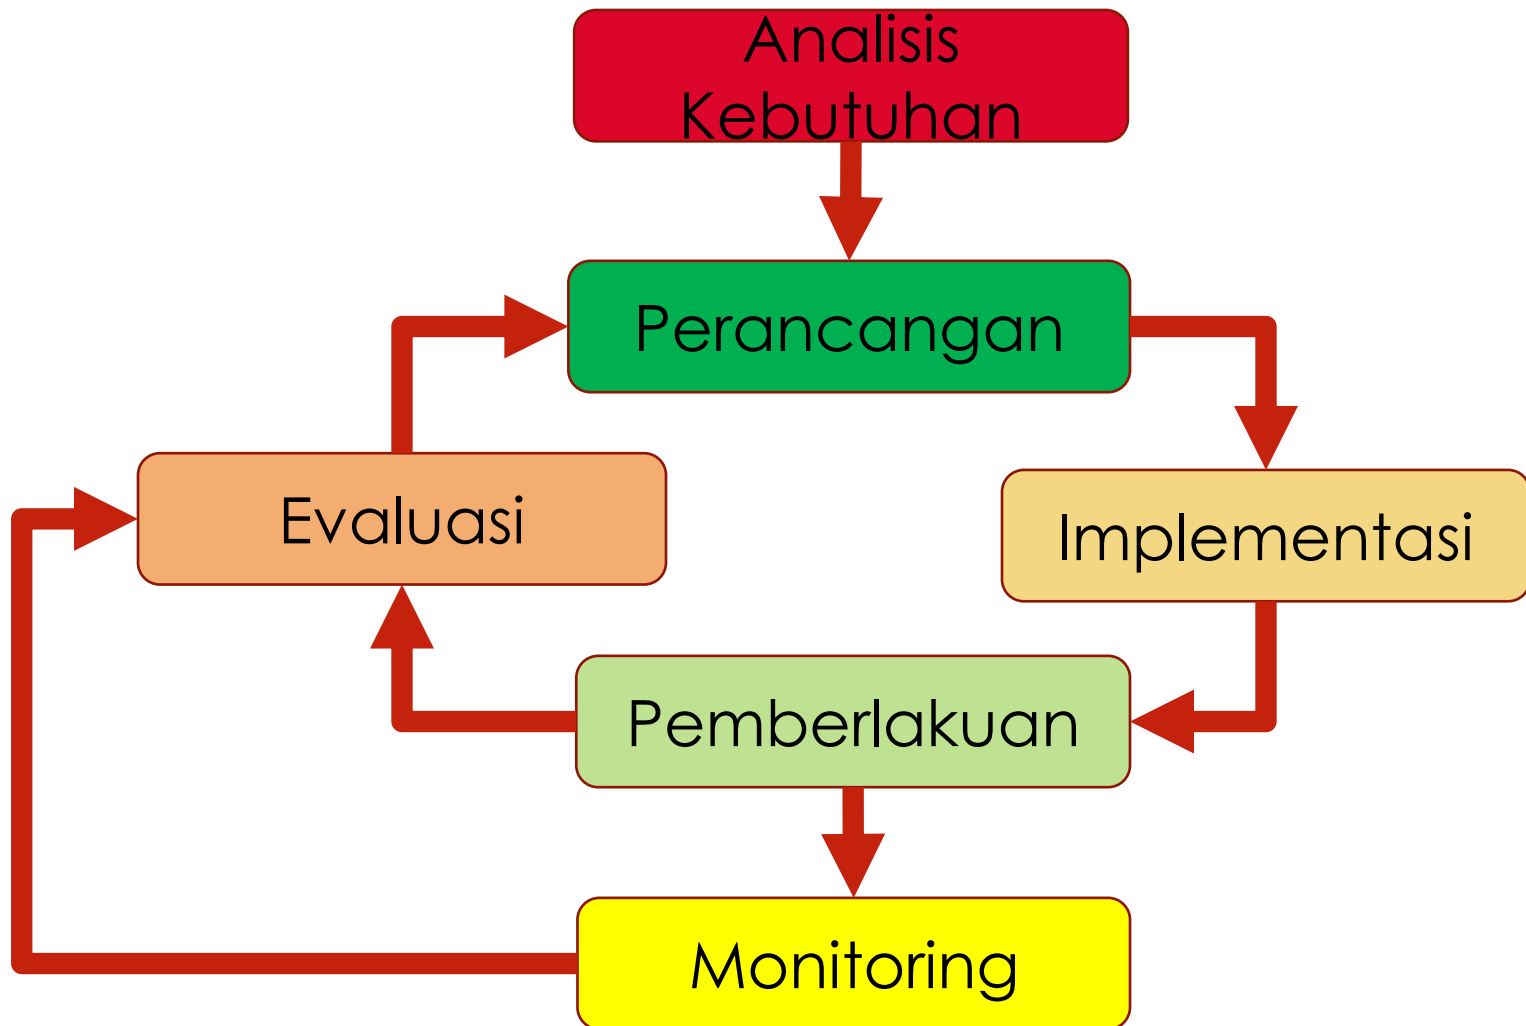 Analisis
Kebutuhan
Perancangan
Evaluasi
Implementasi
Pemberlakuan
Monitoring